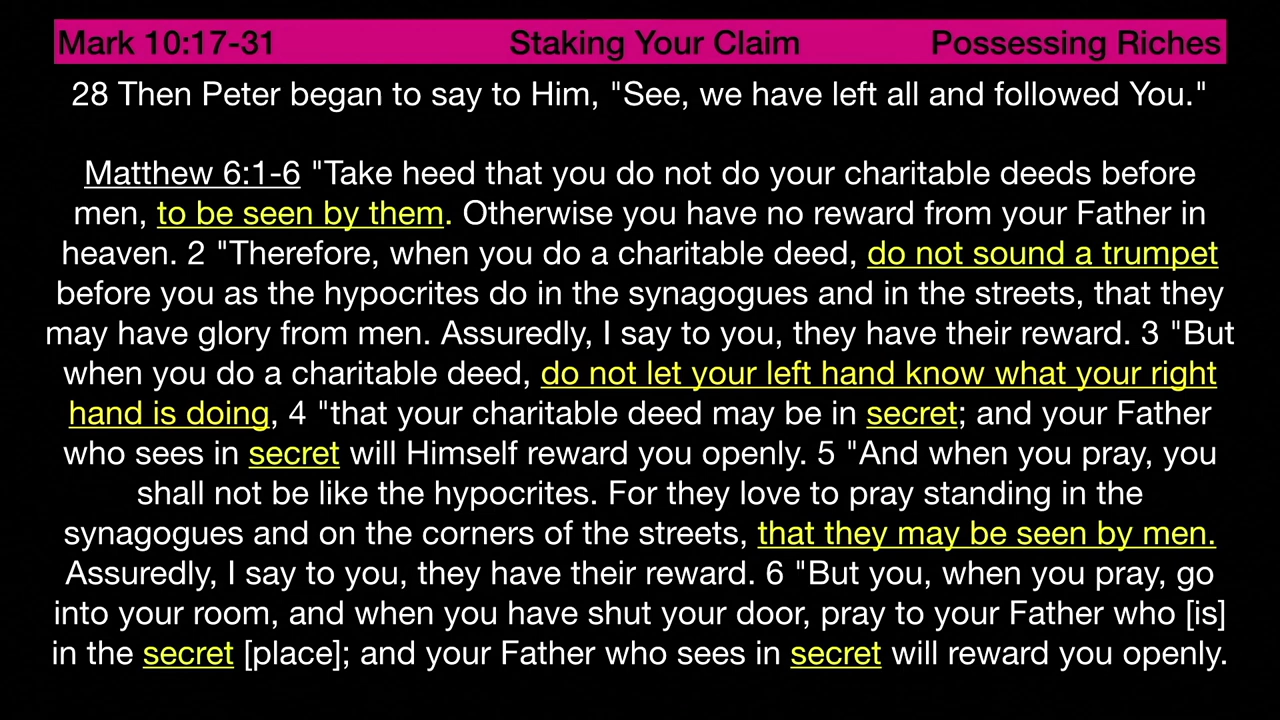 Mark 10:17-31 Staking Your Claim Possessing Riches
28 Then Peter began to say to Him, "See, we have left all and followed You."
Matthew 6:1-6 "Take heed that you do not do your charitable deeds before
men, to be seen by them. Otherwise you have no reward from your Father in
heaven. 2 "Therefore, when you do a charitable deed, do not sound a trumpet
before you as the hypocrites do in the synagogues and in the streets, that they
may have glory from men. Assuredly, I say to you, they have their reward. 3 "But
when you do a charitable deed, do not let your left hand know what your right
hand is doing, 4 "that your charitable deed may be in secret; and your Father
who sees in secret will Himself reward you openly. 5 "And when you pray, you
shall not be like the hypocrites. For they love to pray standing in the
synagogues and on the corners of the streets, that they may be seen by men.
Assuredly, I say to you, they have their reward. 6 "But you, when you pray, go
into your room, and when you have shut your door, pray to your Father who [is]
in the secret [place]; and your Father who sees in secret will reward you openly.